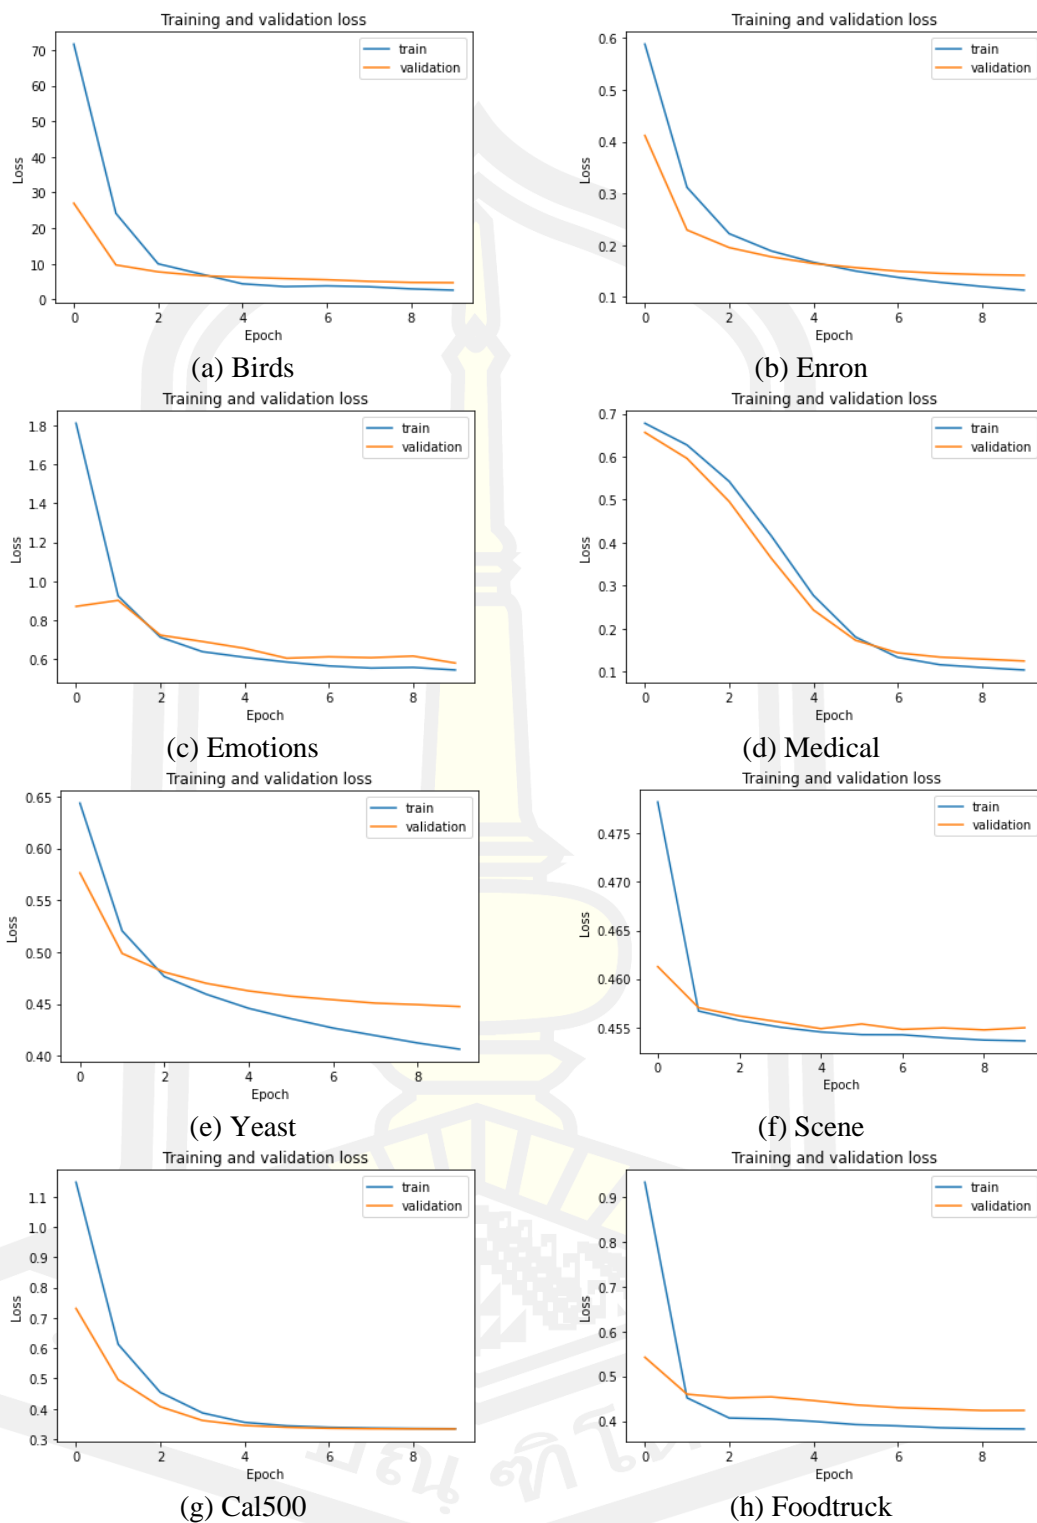 Training and validation loss
train
validation
70
60
50
40
30
20
10
0
Loss
0 2 4 6 8
Epoch
(a) Birds
Training and validation loss
train
validation
0.6
0.5
0.4
0.3
0.2
0.1
Loss
0 2 4 6 8
Epoch
(b) Enron
Training and validation loss
train
validation
1.8
1.6
1.4
1.2
1.0
0.8
0.6
Loss
0 2 4 6 8
Epoch
(c) Emotions
Training and validation loss
train
validation
0.7
0.6
0.5
0.4
0.3
0.2
0.1
Loss
0 2 4 6 8
Epoch
(d) Medical
Training and validation loss
train
validation
0.65
0.60
0.55
0.50
0.45
0.40
Loss
0 2 4 6 8
Epoch
(e) Yeast
Training and validation loss
train
validation
0.475
0.470
0.465
0.460
0.455
Loss
0 2 4 6 8
Epoch
(f) Scene
Training and validation loss
train
validation
1.1
1.0
0.9
0.8
0.7
0.6
0.5
0.4
0.3
Loss
0 2 4 6 8
Epoch
(g) Cal500
Training and validation loss
train
validation
0.9
0.8
0.7
0.6
0.5
0.4
Loss
0 2 4 6 8
Epoch
(h) Foodtruck